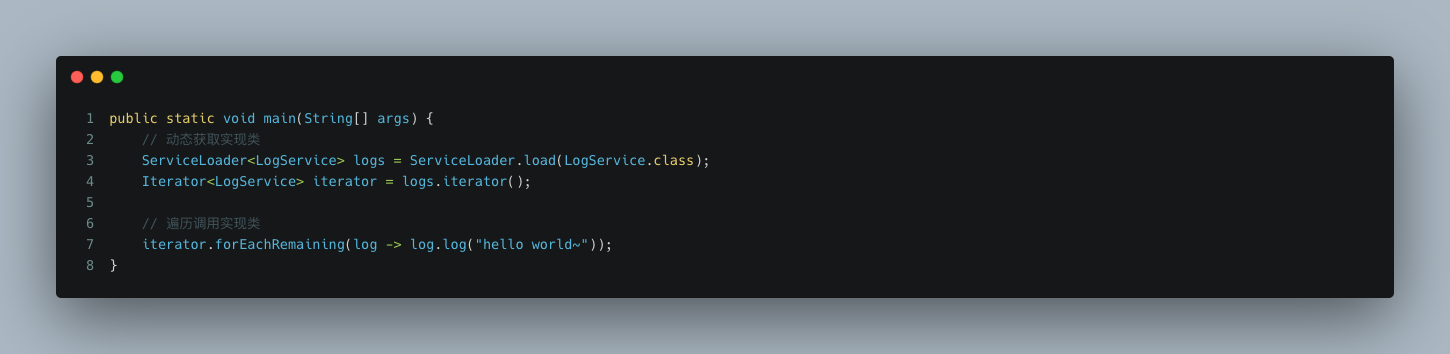 1 public static void main(String[] args) {
2     // 动态获取实现类
3     ServiceLoader<LogService> logs = ServiceLoader.load(LogService.class);
4     Iterator<LogService> iterator = logs.iterator();
5
6     // 遍历调用实现类
7     iterator.forEachRemaining(log -> log.log("hello world~"));
8 }